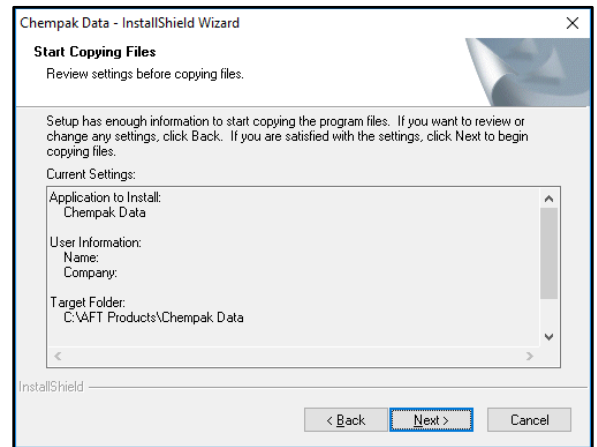 Chempak Data - InstallShield Wizard
Start Copying Files
Review settings before copying files.
Setup has enough information to start copying the program files.  If you want to review or
change any settings, click Back.  If you are satisfied with the settings, click Next to begin
copying files.
Current Settings:
Application to Install:
Chempak Data
User Information:
Name:
Company:
Target Folder:
C:\AFT Products\Chempak Data
InstallShield
< Back
Next >
Cancel